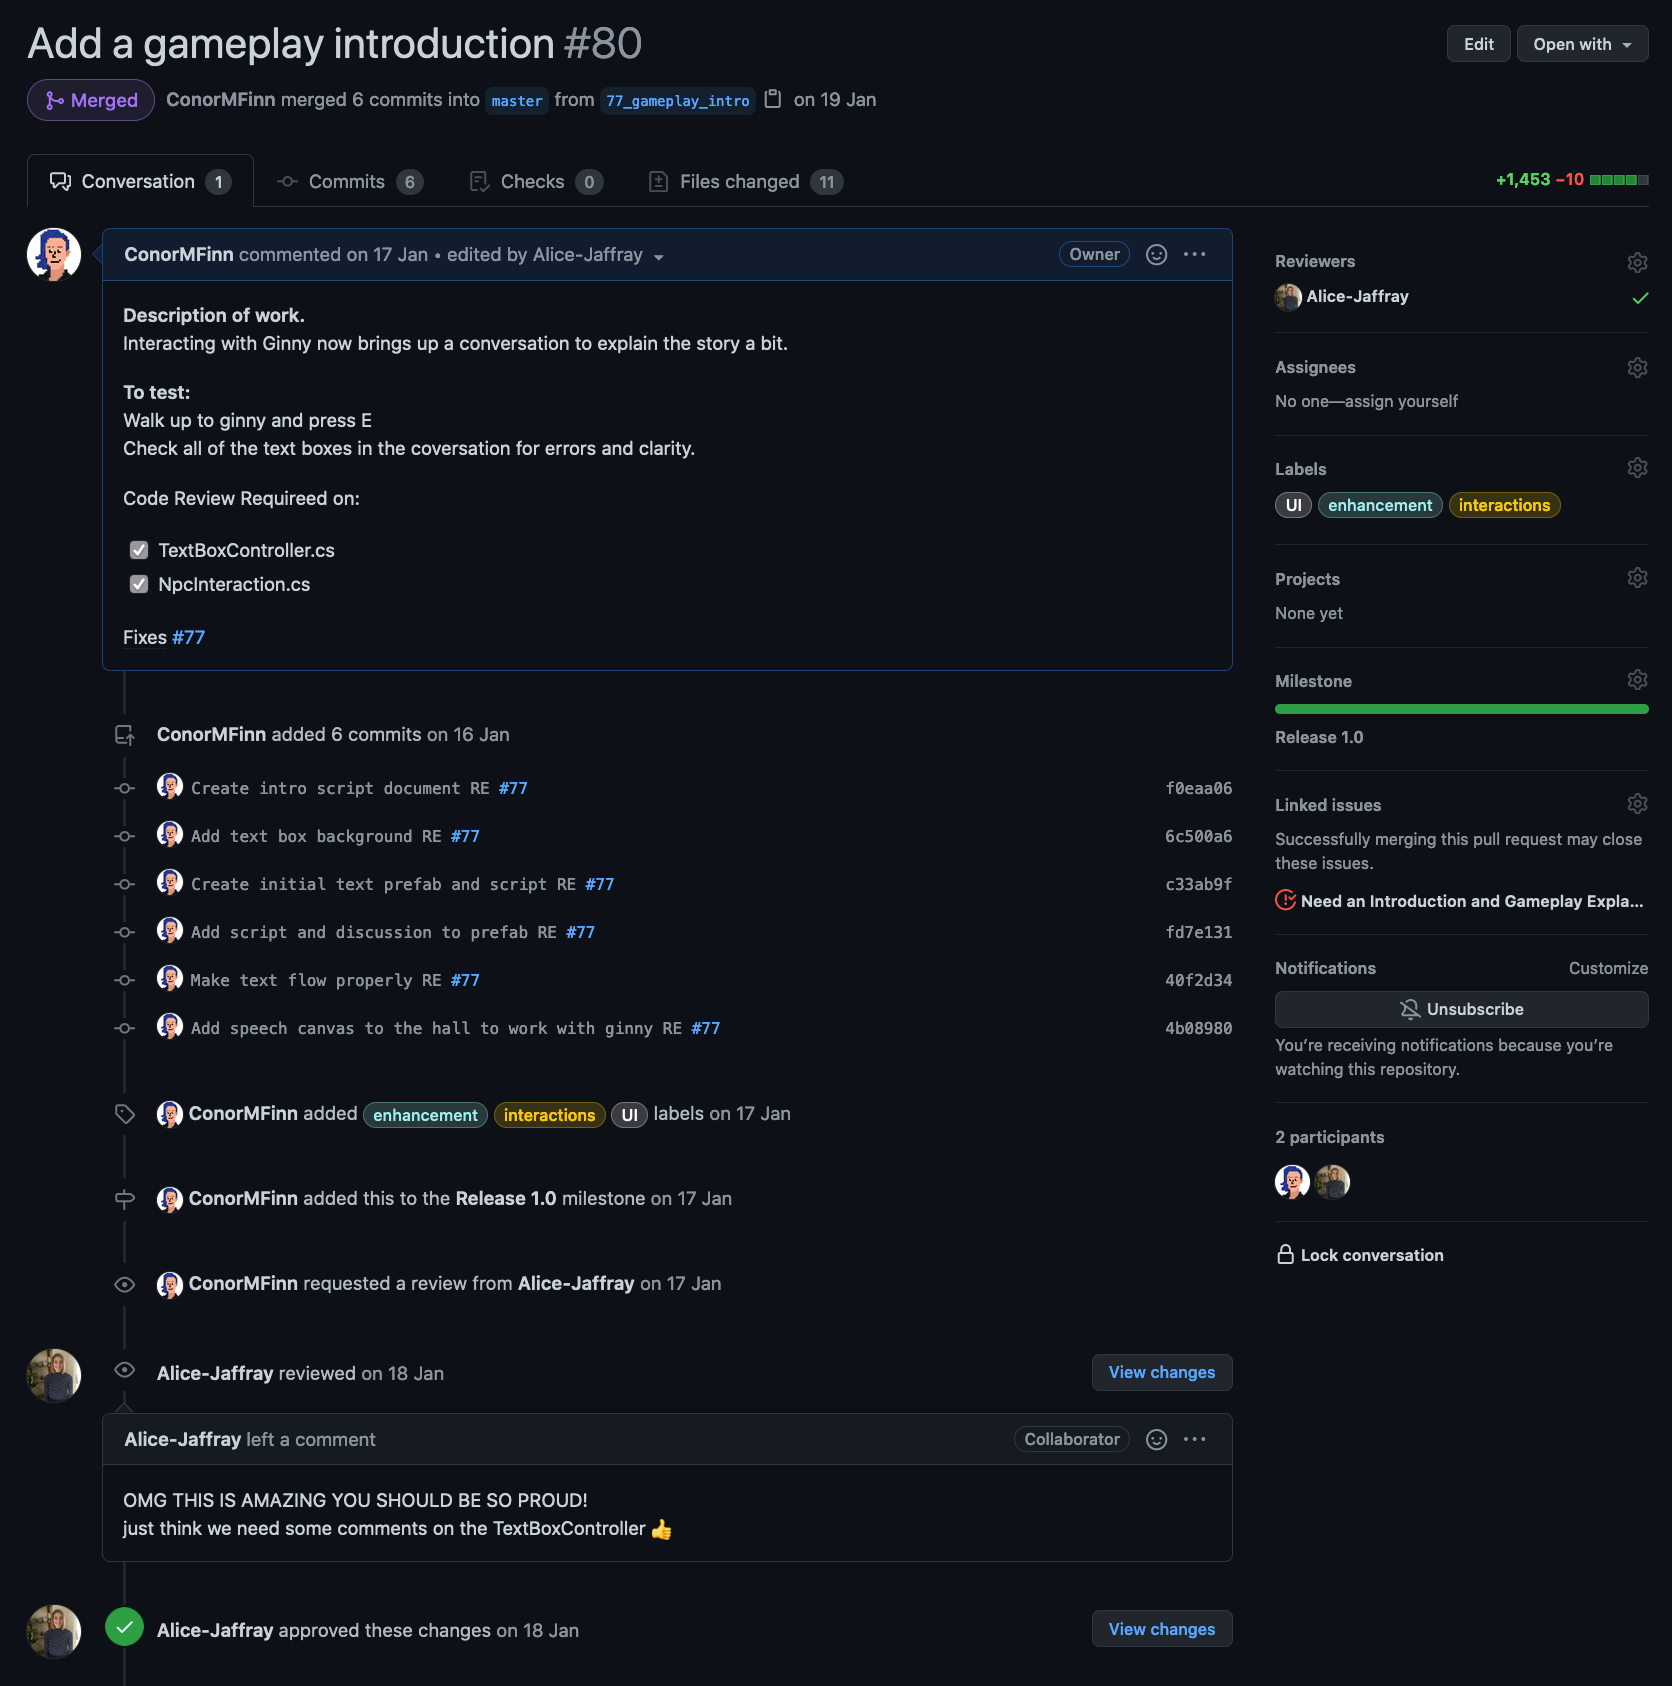 Add a gameplay introduction #80
Edit
Open with
Merged
ConorMFinn merged 6 commits into master from 77_gameplay_intro on 19 Jan
Conversation 1
Commits 6
Checks 0
Files changed 11
+1,453 −10
ConorMFinn commented on 17 Jan • edited by Alice-Jaffray
Owner
Description of work.
Interacting with Ginny now brings up a conversation to explain the story a bit.
To test:
Walk up to ginny and press E
Check all of the text boxes in the coversation for errors and clarity.
Code Review Requireed on:
TextBoxController.cs
NpcInteraction.cs
Fixes #77
ConorMFinn added 6 commits on 16 Jan
Create intro script document RE #77 f0eaa06
Add text box background RE #77 6c500a6
Create initial text prefab and script RE #77 c33ab9f
Add script and discussion to prefab RE #77 fd7e131
Make text flow properly RE #77 40f2d34
Add speech canvas to the hall to work with ginny RE #77 4b08980
ConorMFinn added enhancement interactions UI labels on 17 Jan
ConorMFinn added this to the Release 1.0 milestone on 17 Jan
ConorMFinn requested a review from Alice-Jaffray on 17 Jan
Alice-Jaffray reviewed on 18 Jan
View changes
Alice-Jaffray left a comment
Collaborator
OMG THIS IS AMAZING YOU SHOULD BE SO PROUD!
just think we need some comments on the TextBoxController 👍
Alice-Jaffray approved these changes on 18 Jan
View changes
Reviewers
Alice-Jaffray
Assignees
No one—assign yourself
Labels
UI enhancement interactions
Projects
None yet
Milestone
Release 1.0
Linked issues
Successfully merging this pull request may close
these issues.
Need an Introduction and Gameplay Expla...
Notifications
Customize
Unsubscribe
You’re receiving notifications because you’re
watching this repository.
2 participants
Lock conversation